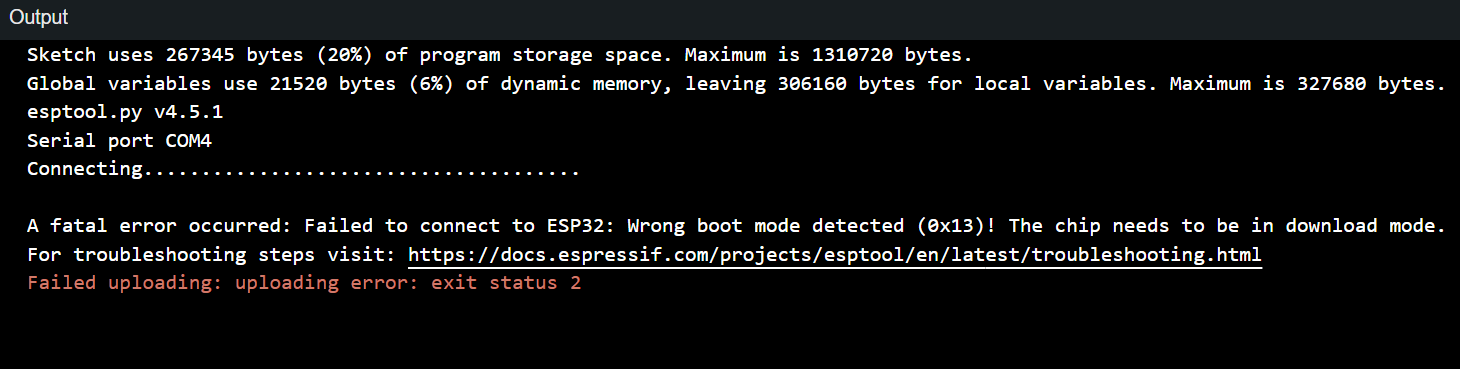 Output
Sketch uses 267345 bytes (20%) of program storage space. Maximum is 1310720 bytes.
Global variables use 21520 bytes (6%) of dynamic memory, leaving 306160 bytes for local variables. Maximum is 327680 bytes.
esptool.py v4.5.1
Serial port COM4
Connecting......................................
A fatal error occurred: Failed to connect to ESP32: Wrong boot mode detected (0x13)! The chip needs to be in download mode.
For troubleshooting steps visit: https://docs.espressif.com/projects/esptool/en/latest/troubleshooting.html
Failed uploading: uploading error: exit status 2